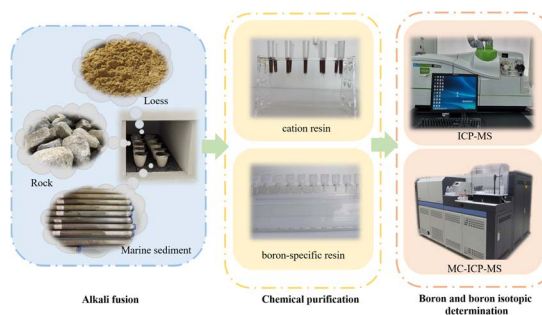 Loess
Rock
Marine sediment
Alkali fusion
cation resin
boron-specific resin
Chemical purification
ICP-MS
MC-ICP-MS
Boron and boron isotopic
determination